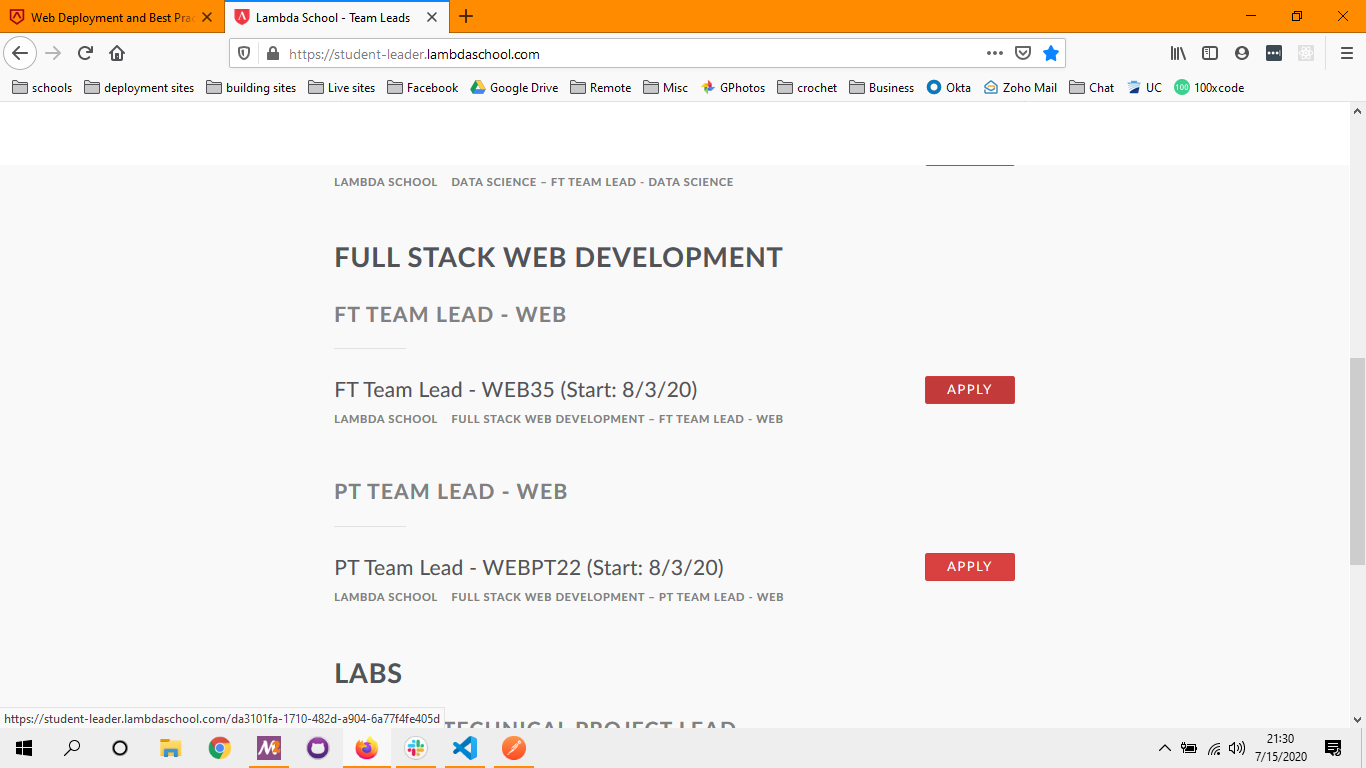 Web Deployment and Best Pra
Lambda School - Team Leads
https://student-leader.lambdaschool.com
schools
deployment sites
building sites
Live sites
Facebook
Google Drive
Remote
Misc
GPhotos
crochet
Business
Okta
Zoho Mail
Chat
UC
100
100xcode
LAMBDA SCHOOL DATA SCIENCE – FT TEAM LEAD - DATA SCIENCE
FULL STACK WEB DEVELOPMENT
FT TEAM LEAD - WEB
FT Team Lead - WEB35 (Start: 8/3/20)
APPLY
LAMBDA SCHOOL FULL STACK WEB DEVELOPMENT – FT TEAM LEAD - WEB
PT TEAM LEAD - WEB
PT Team Lead - WEBPT22 (Start: 8/3/20)
APPLY
LAMBDA SCHOOL FULL STACK WEB DEVELOPMENT – PT TEAM LEAD - WEB
LABS
TECHNICAL PROJECT LEAD
https://student-leader.lambdaschool.com/da3101fa-1710-482d-a904-6a77f4fe405d
21:30
7/15/2020